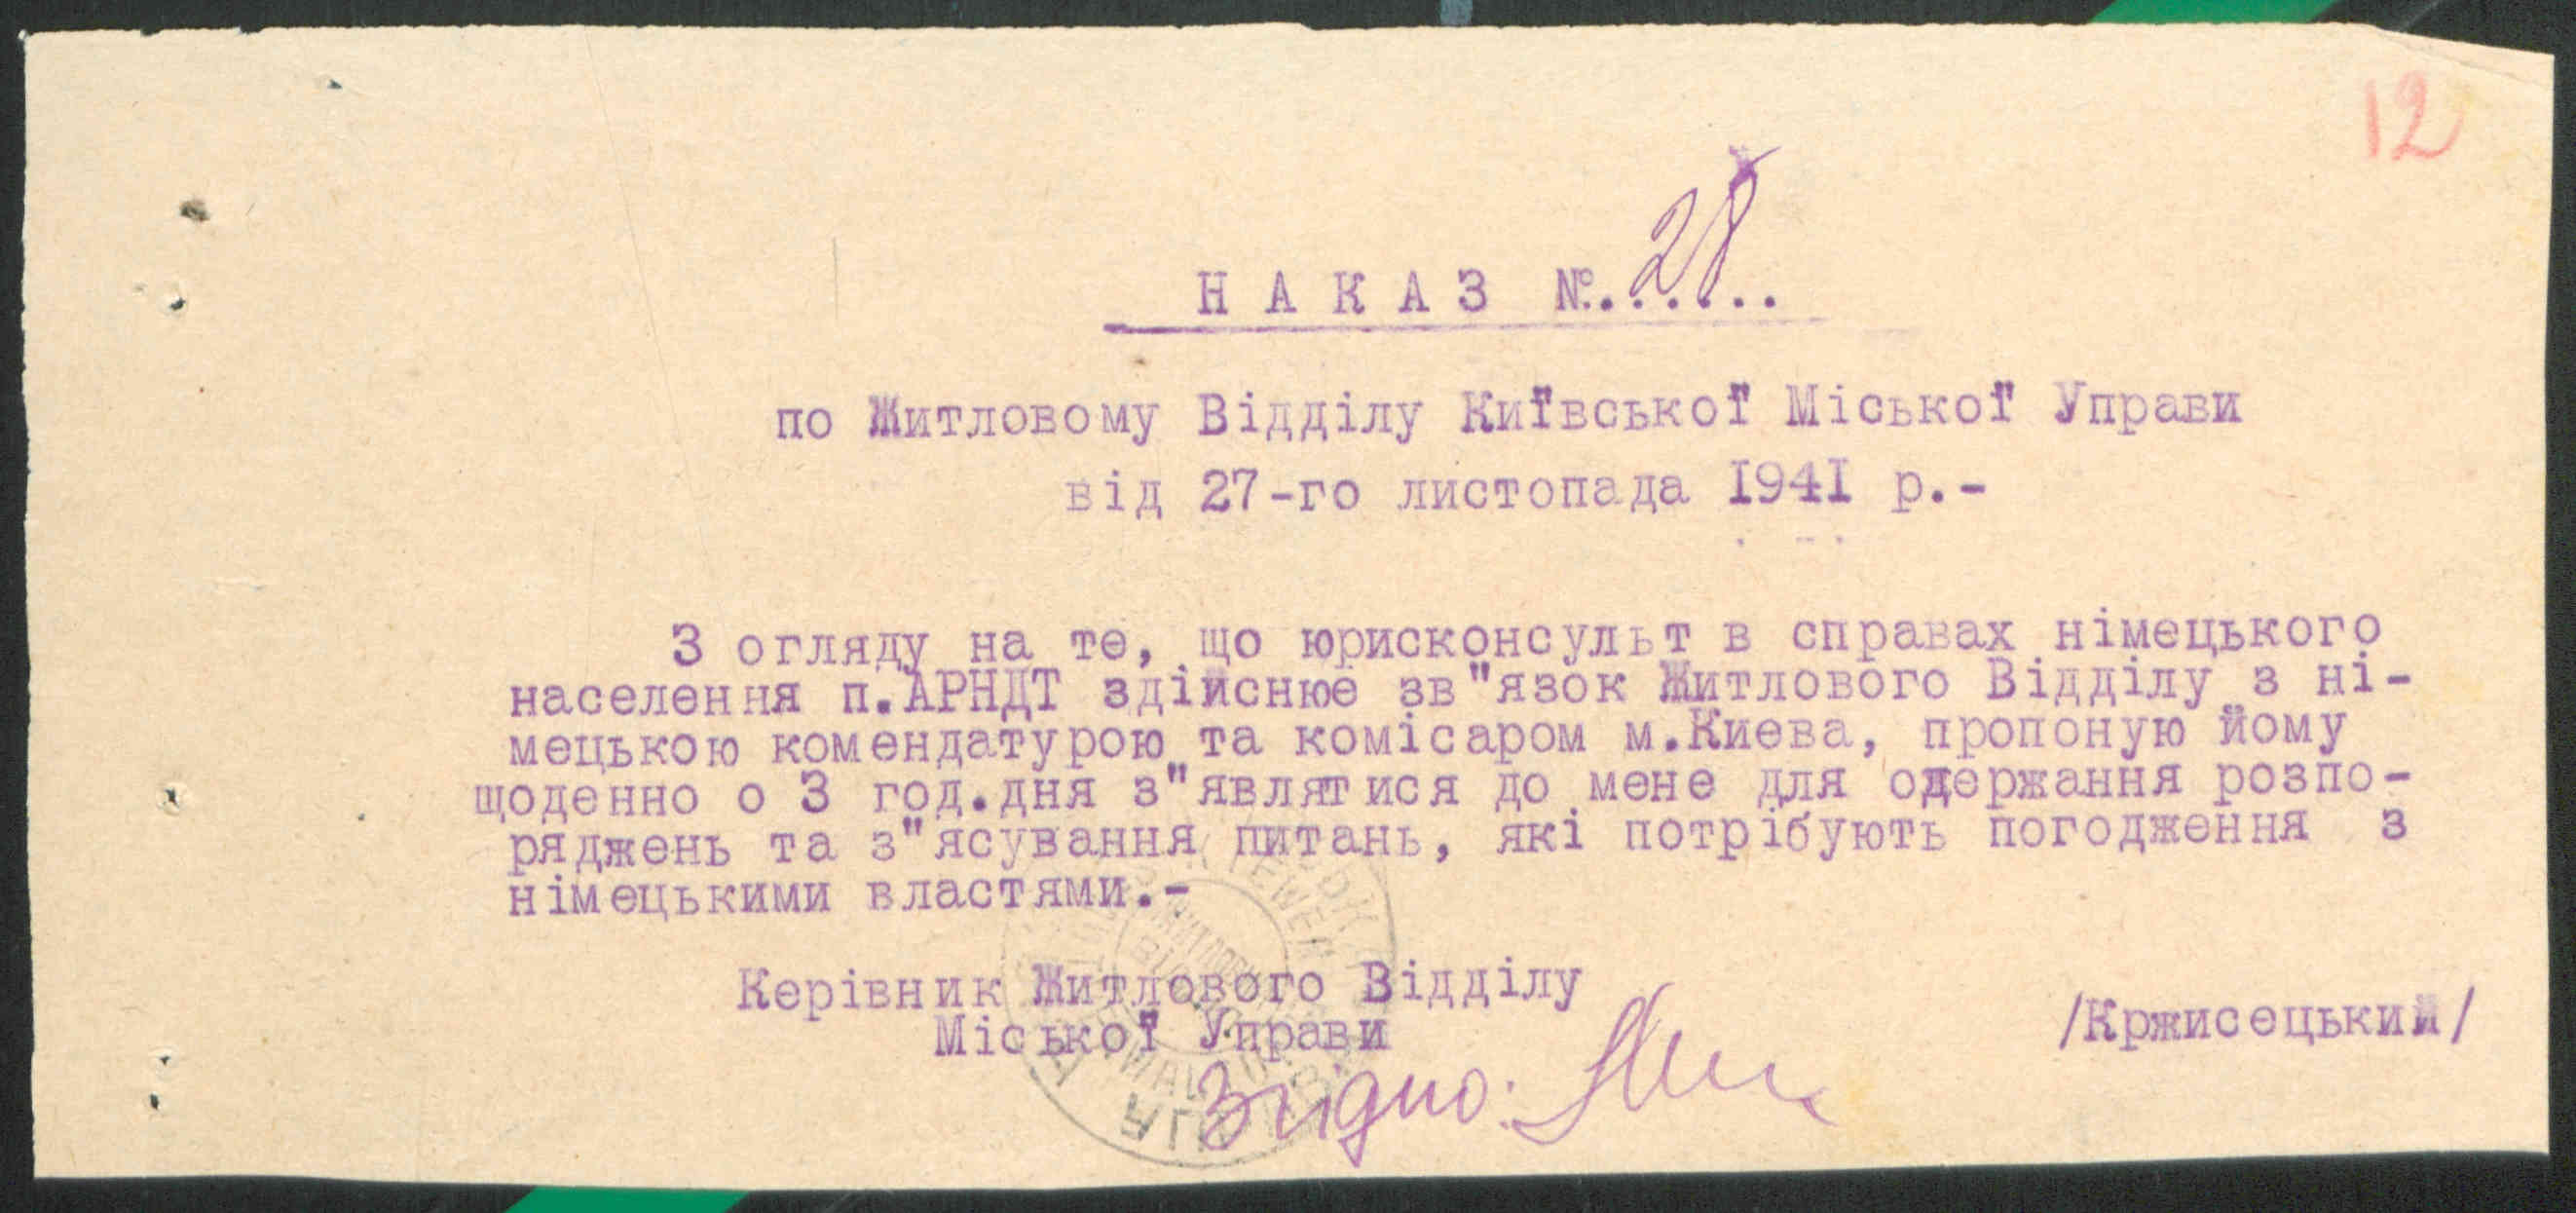 12
НАКАЗ №. 28
по Житловому Відділу Київської Міської Управи
від 27-го листопада 1941 р.-
З огляду на те, що юрисконсульт в справах німецького
населення п.АРНДТ здійснює зв"язок Житлового Відділу з ні-
мецькою комендатурою та комісаром м.Києва, пропоную йому
щоденно о 3 год.дня з"являтися до мене для одержання розпо-
ряджень та з"ясування питань, які потрібують погодження з
німецькими властями.-
Керівник Житлового Відділу
Міської Управи
/Кржисецький/
Згідно: